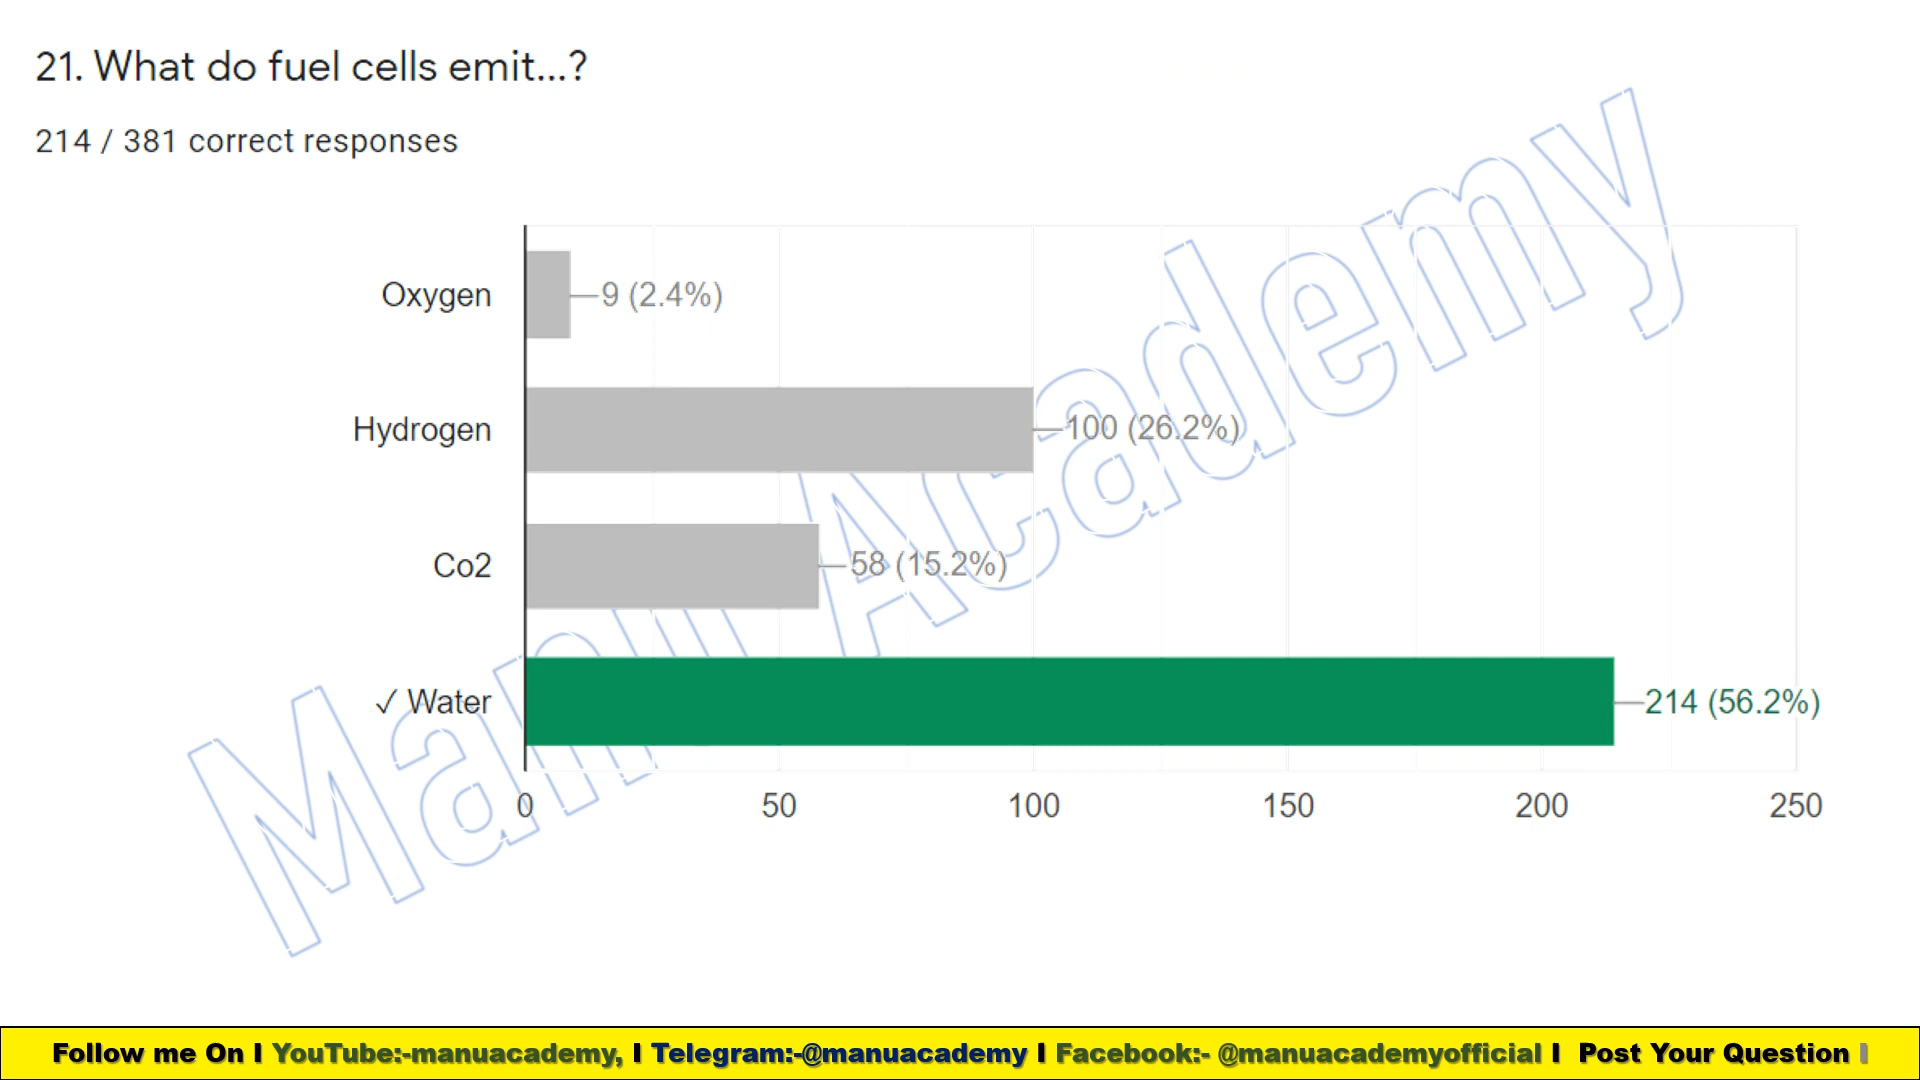 21. What do fuel cells emit...?
214 / 381 correct responses
Oxygen 9 (2.4%)
Hydrogen 100 (26.2%)
Co2 58 (15.2%)
✓ Water 214 (56.2%)
0 50 100 150 200 250
Manu Academy
Follow me On I YouTube:-manuacademy, I Telegram:-@manuacademy I Facebook:- @manuacademyofficial I Post Your Question I